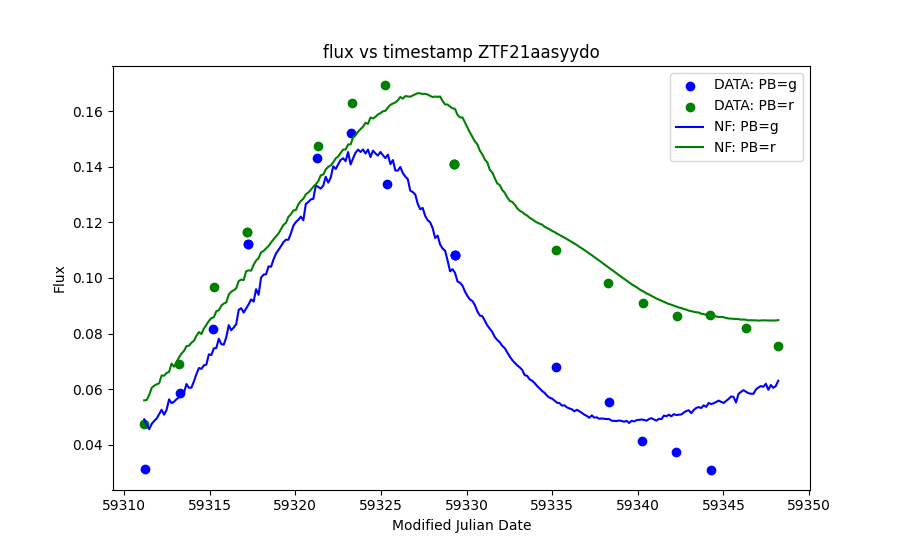 flux vs timestamp ZTF21aasyydo
DATA: PB=g
DATA: PB=r
NF: PB=g
NF: PB=r
0.16
0.14
0.12
0.10
0.08
0.06
0.04
Flux
59310 59315 59320 59325 59330 59335 59340 59345 59350
Modified Julian Date